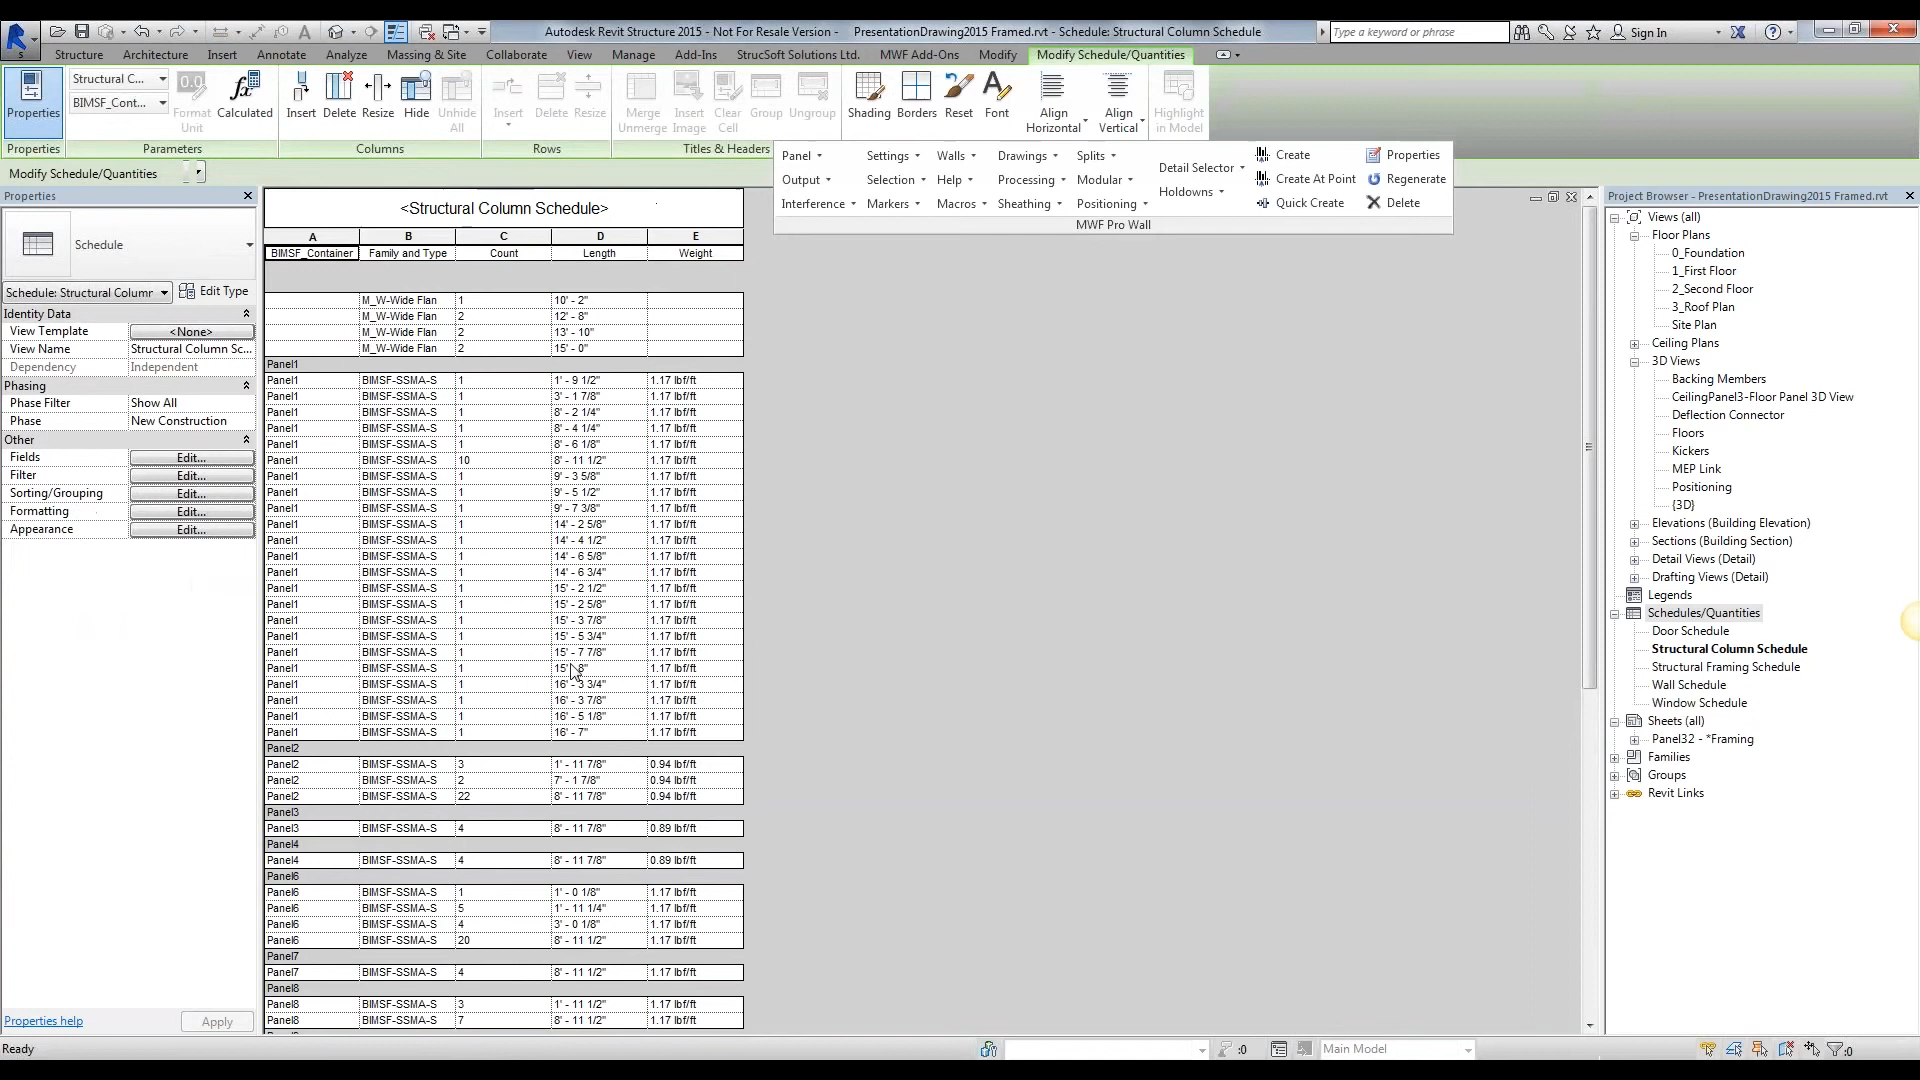 Autodesk Revit Structure 2015 - Not For Resale Version - PresentationDrawing2015 Framed.rvt - Schedule: Structural Column Schedule
Type a keyword or phrase
Sign In
Structure Architecture Insert Annotate Analyze Massing & Site Collaborate View Manage Add-Ins StrucSoft Solutions Ltd. MWF Add-Ons Modify Modify Schedule/Quantities
Properties
Structural C...
BIMSF_Cont...
Format Unit
Calculated
Insert Delete Resize Hide Unhide All
Insert Delete Resize
Merge Unmerge
Insert Image
Clear Cell
Group Ungroup
Shading Borders Reset Font
Align Horizontal
Align Vertical
Highlight in Model
Properties Parameters Columns Rows Titles & Headers
Panel Settings Walls Drawings Splits
Output Selection Help Processing Modular
Interference Markers Macros Sheathing Positioning
Detail Selector
Holdowns
Create Properties
Create At Point Regenerate
Quick Create Delete
MWF Pro Wall
Modify Schedule/Quantities
Properties
Schedule
Schedule: Structural Column
Edit Type
Identity Data
View Template <None>
View Name Structural Column Sc...
Dependency Independent
Phasing
Phase Filter Show All
Phase New Construction
Other
Fields Edit...
Filter Edit...
Sorting/Grouping Edit...
Formatting Edit...
Appearance Edit...
Properties help
Apply
<Structural Column Schedule>
A B C D E
BIMSF_Container Family and Type Count Length Weight
M_W-Wide Flan 1 10' - 2"
M_W-Wide Flan 2 12' - 8"
M_W-Wide Flan 2 13' - 10"
M_W-Wide Flan 2 15' - 0"
Panel1
Panel1 BIMSF-SSMA-S 1 1' - 9 1/2" 1.17 lbf/ft
Panel1 BIMSF-SSMA-S 1 3' - 1 7/8" 1.17 lbf/ft
Panel1 BIMSF-SSMA-S 1 8' - 2 1/4" 1.17 lbf/ft
Panel1 BIMSF-SSMA-S 1 8' - 4 1/4" 1.17 lbf/ft
Panel1 BIMSF-SSMA-S 1 8' - 6 1/8" 1.17 lbf/ft
Panel1 BIMSF-SSMA-S 10 8' - 11 1/2" 1.17 lbf/ft
Panel1 BIMSF-SSMA-S 1 9' - 3 5/8" 1.17 lbf/ft
Panel1 BIMSF-SSMA-S 1 9' - 5 1/2" 1.17 lbf/ft
Panel1 BIMSF-SSMA-S 1 9' - 7 3/8" 1.17 lbf/ft
Panel1 BIMSF-SSMA-S 1 14' - 2 5/8" 1.17 lbf/ft
Panel1 BIMSF-SSMA-S 1 14' - 4 1/2" 1.17 lbf/ft
Panel1 BIMSF-SSMA-S 1 14' - 6 5/8" 1.17 lbf/ft
Panel1 BIMSF-SSMA-S 1 14' - 6 3/4" 1.17 lbf/ft
Panel1 BIMSF-SSMA-S 1 15' - 2 1/2" 1.17 lbf/ft
Panel1 BIMSF-SSMA-S 1 15' - 2 5/8" 1.17 lbf/ft
Panel1 BIMSF-SSMA-S 1 15' - 3 7/8" 1.17 lbf/ft
Panel1 BIMSF-SSMA-S 1 15' - 5 3/4" 1.17 lbf/ft
Panel1 BIMSF-SSMA-S 1 15' - 7 7/8" 1.17 lbf/ft
Panel1 BIMSF-SSMA-S 1 15' - 8" 1.17 lbf/ft
Panel1 BIMSF-SSMA-S 1 16' - 3 3/4" 1.17 lbf/ft
Panel1 BIMSF-SSMA-S 1 16' - 3 7/8" 1.17 lbf/ft
Panel1 BIMSF-SSMA-S 1 16' - 5 1/8" 1.17 lbf/ft
Panel1 BIMSF-SSMA-S 1 16' - 7" 1.17 lbf/ft
Panel2
Panel2 BIMSF-SSMA-S 3 1' - 11 7/8" 0.94 lbf/ft
Panel2 BIMSF-SSMA-S 2 7' - 1 7/8" 0.94 lbf/ft
Panel2 BIMSF-SSMA-S 22 8' - 11 7/8" 0.94 lbf/ft
Panel3
Panel3 BIMSF-SSMA-S 4 8' - 11 7/8" 0.89 lbf/ft
Panel4
Panel4 BIMSF-SSMA-S 4 8' - 11 7/8" 0.89 lbf/ft
Panel6
Panel6 BIMSF-SSMA-S 1 1' - 0 1/8" 1.17 lbf/ft
Panel6 BIMSF-SSMA-S 5 1' - 11 1/4" 1.17 lbf/ft
Panel6 BIMSF-SSMA-S 4 3' - 0 1/8" 1.17 lbf/ft
Panel6 BIMSF-SSMA-S 20 8' - 11 1/2" 1.17 lbf/ft
Panel7
Panel7 BIMSF-SSMA-S 4 8' - 11 1/2" 1.17 lbf/ft
Panel8
Panel8 BIMSF-SSMA-S 3 1' - 11 1/2" 1.17 lbf/ft
Panel8 BIMSF-SSMA-S 7 8' - 11 1/2" 1.17 lbf/ft
Project Browser - PresentationDrawing2015 Framed.rvt
Views (all)
Floor Plans
0_Foundation
1_First Floor
2_Second Floor
3_Roof Plan
Site Plan
Ceiling Plans
3D Views
Backing Members
CeilingPanel3-Floor Panel 3D View
Deflection Connector
Floors
Kickers
MEP Link
Positioning
{3D}
Elevations (Building Elevation)
Sections (Building Section)
Detail Views (Detail)
Drafting Views (Detail)
Legends
Schedules/Quantities
Door Schedule
Structural Column Schedule
Structural Framing Schedule
Wall Schedule
Window Schedule
Sheets (all)
Panel32 - *Framing
Families
Groups
Revit Links
Ready
:0
Main Model
:0